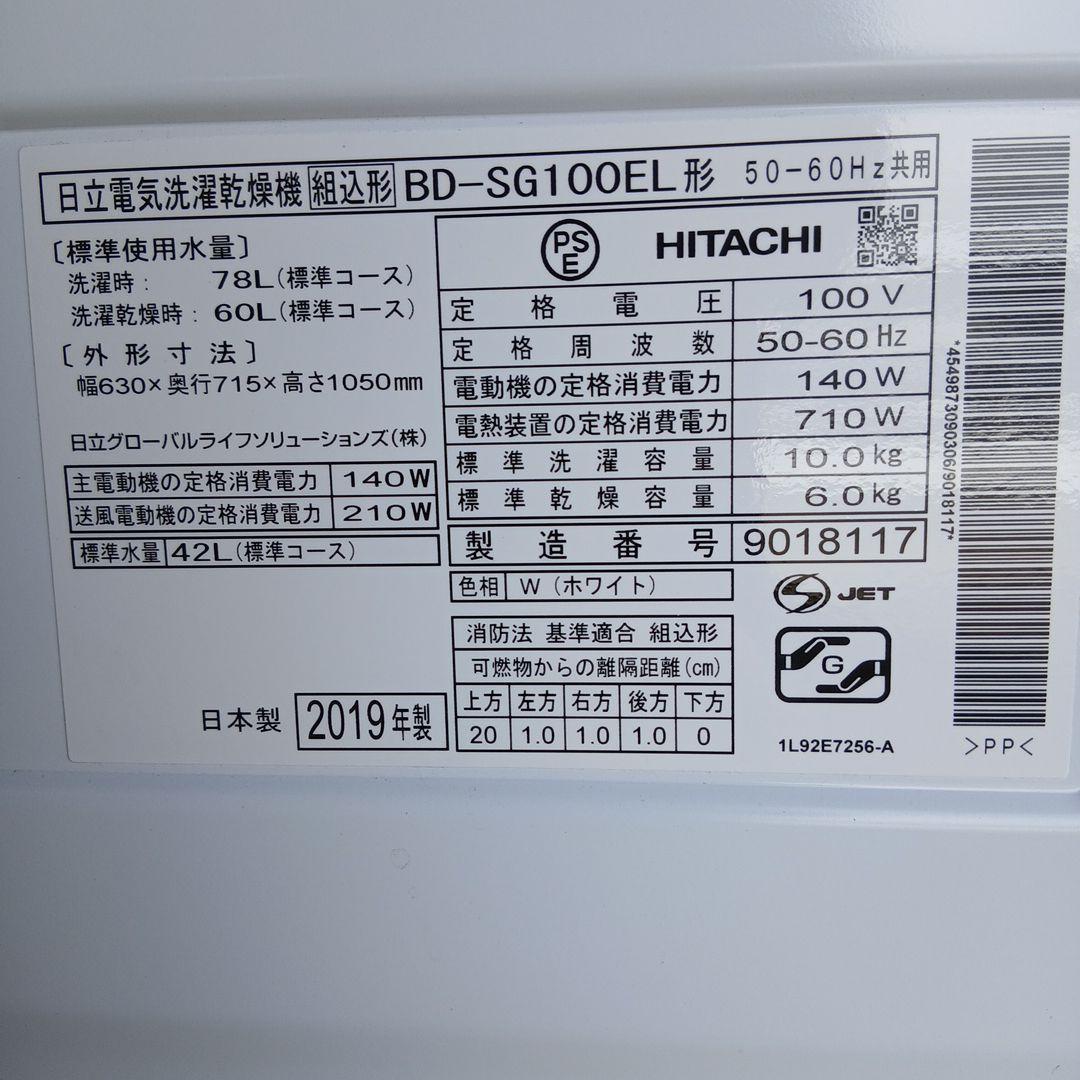 日立電気洗濯乾燥機 組込形 BD-SG100EL形 50-60Hz共用
〔標準使用水量〕
洗濯時： 78L(標準コース)
洗濯乾燥時：60L(標準コース)
〔外形寸法〕
幅630×奥行715×高さ1050mm
日立グローバルライフソリューションズ(株)
主電動機の定格消費電力 140W
送風電動機の定格消費電力 210W
標準水量 42L(標準コース)
日本製 2019年製
PS
E
HITACHI
定格電圧 100V
定格周波数 50-60Hz
電動機の定格消費電力 140W
電熱装置の定格消費電力 710W
標準洗濯容量 10.0kg
標準乾燥容量 6.0kg
製造番号 9018117
色相 W（ホワイト）
消防法 基準適合 組込形
可燃物からの離隔距離(cm)
上方 左方 右方 後方 下方
20 1.0 1.0 1.0 0
S JET
G
1L92E7256-A
*4549873090306/9018117*
>PP<